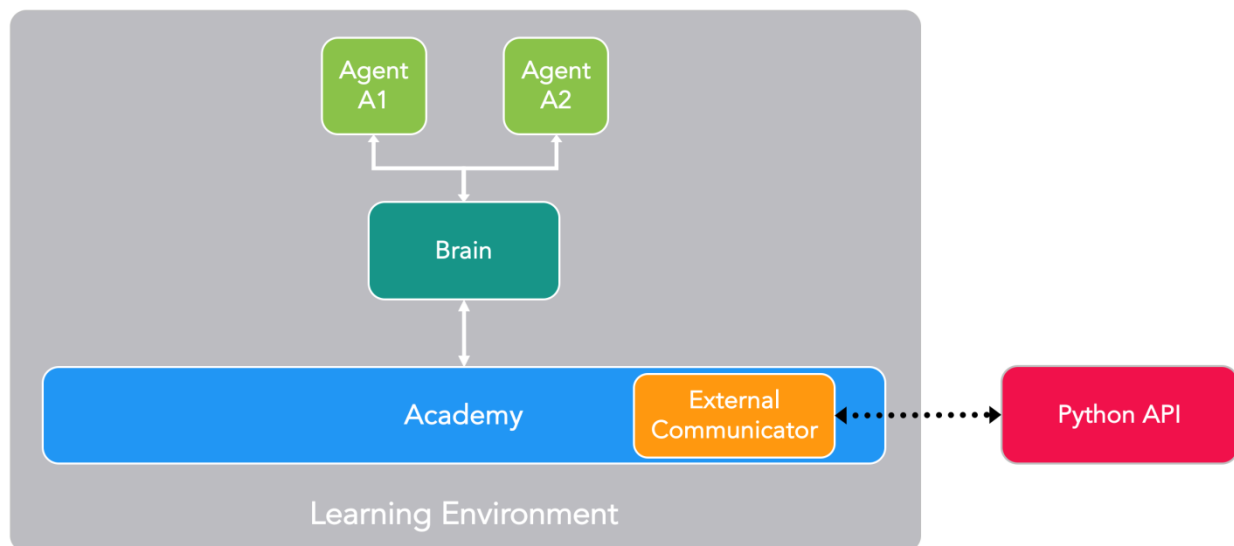 Agent
A1
Agent
A2
Brain
Academy
External
Communicator
Python API
Learning Environment